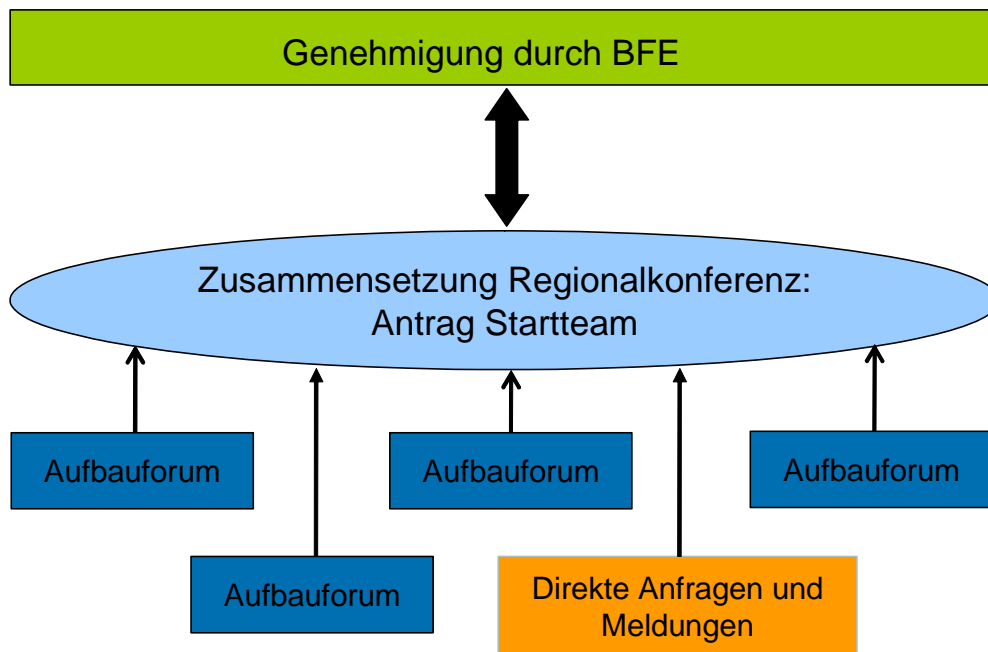 Genehmigung durch BFE
Zusammensetzung Regionalkonferenz:
Antrag Startteam
Aufbauforum
Aufbauforum
Aufbauforum
Aufbauforum
Direkte Anfragen und
Meldungen